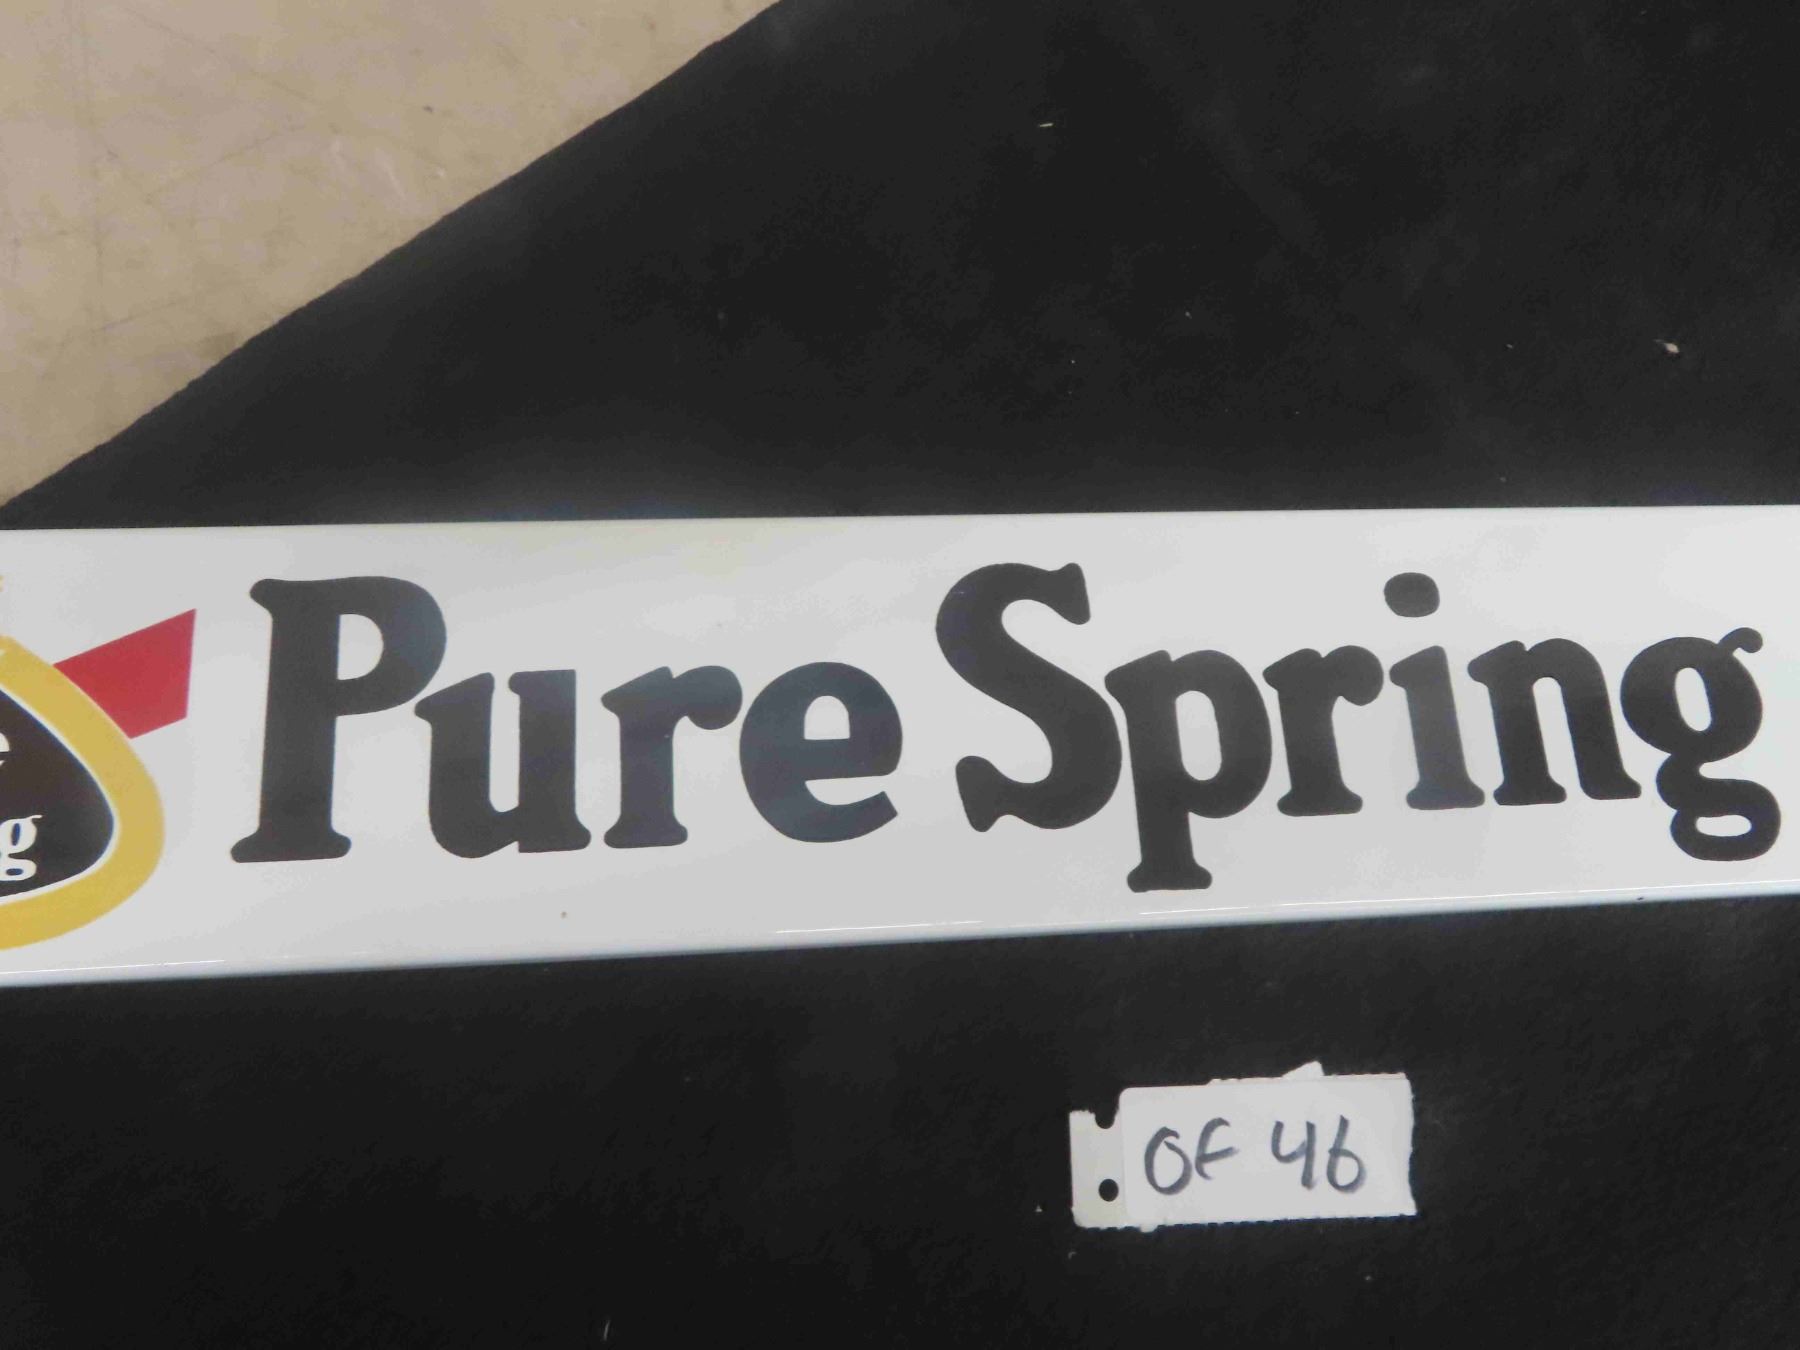 Pure Spring
OF 46